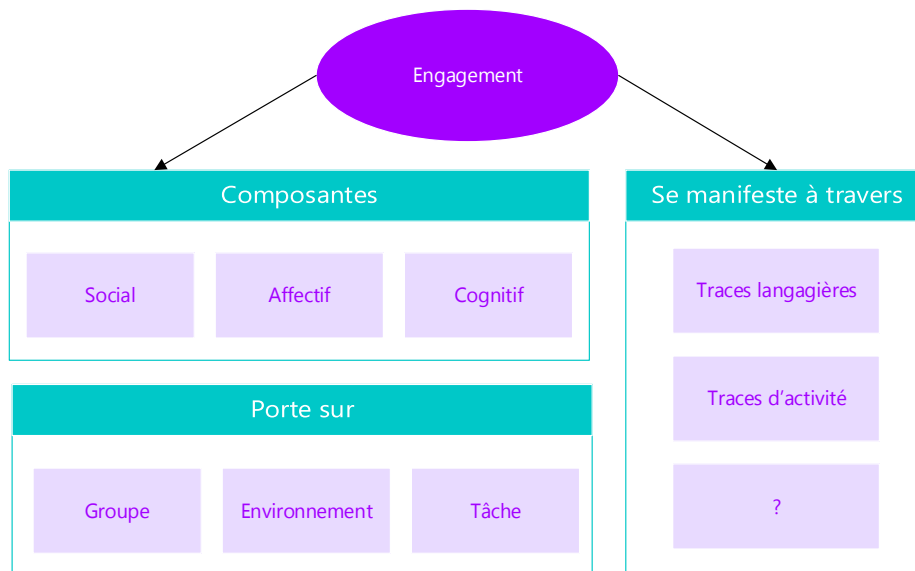 Engagement
Composantes
Social
Affectif
Cognitif
Porte sur
Groupe
Environnement
Tâche
Se manifeste à travers
Traces langagières
Traces d’activité
?